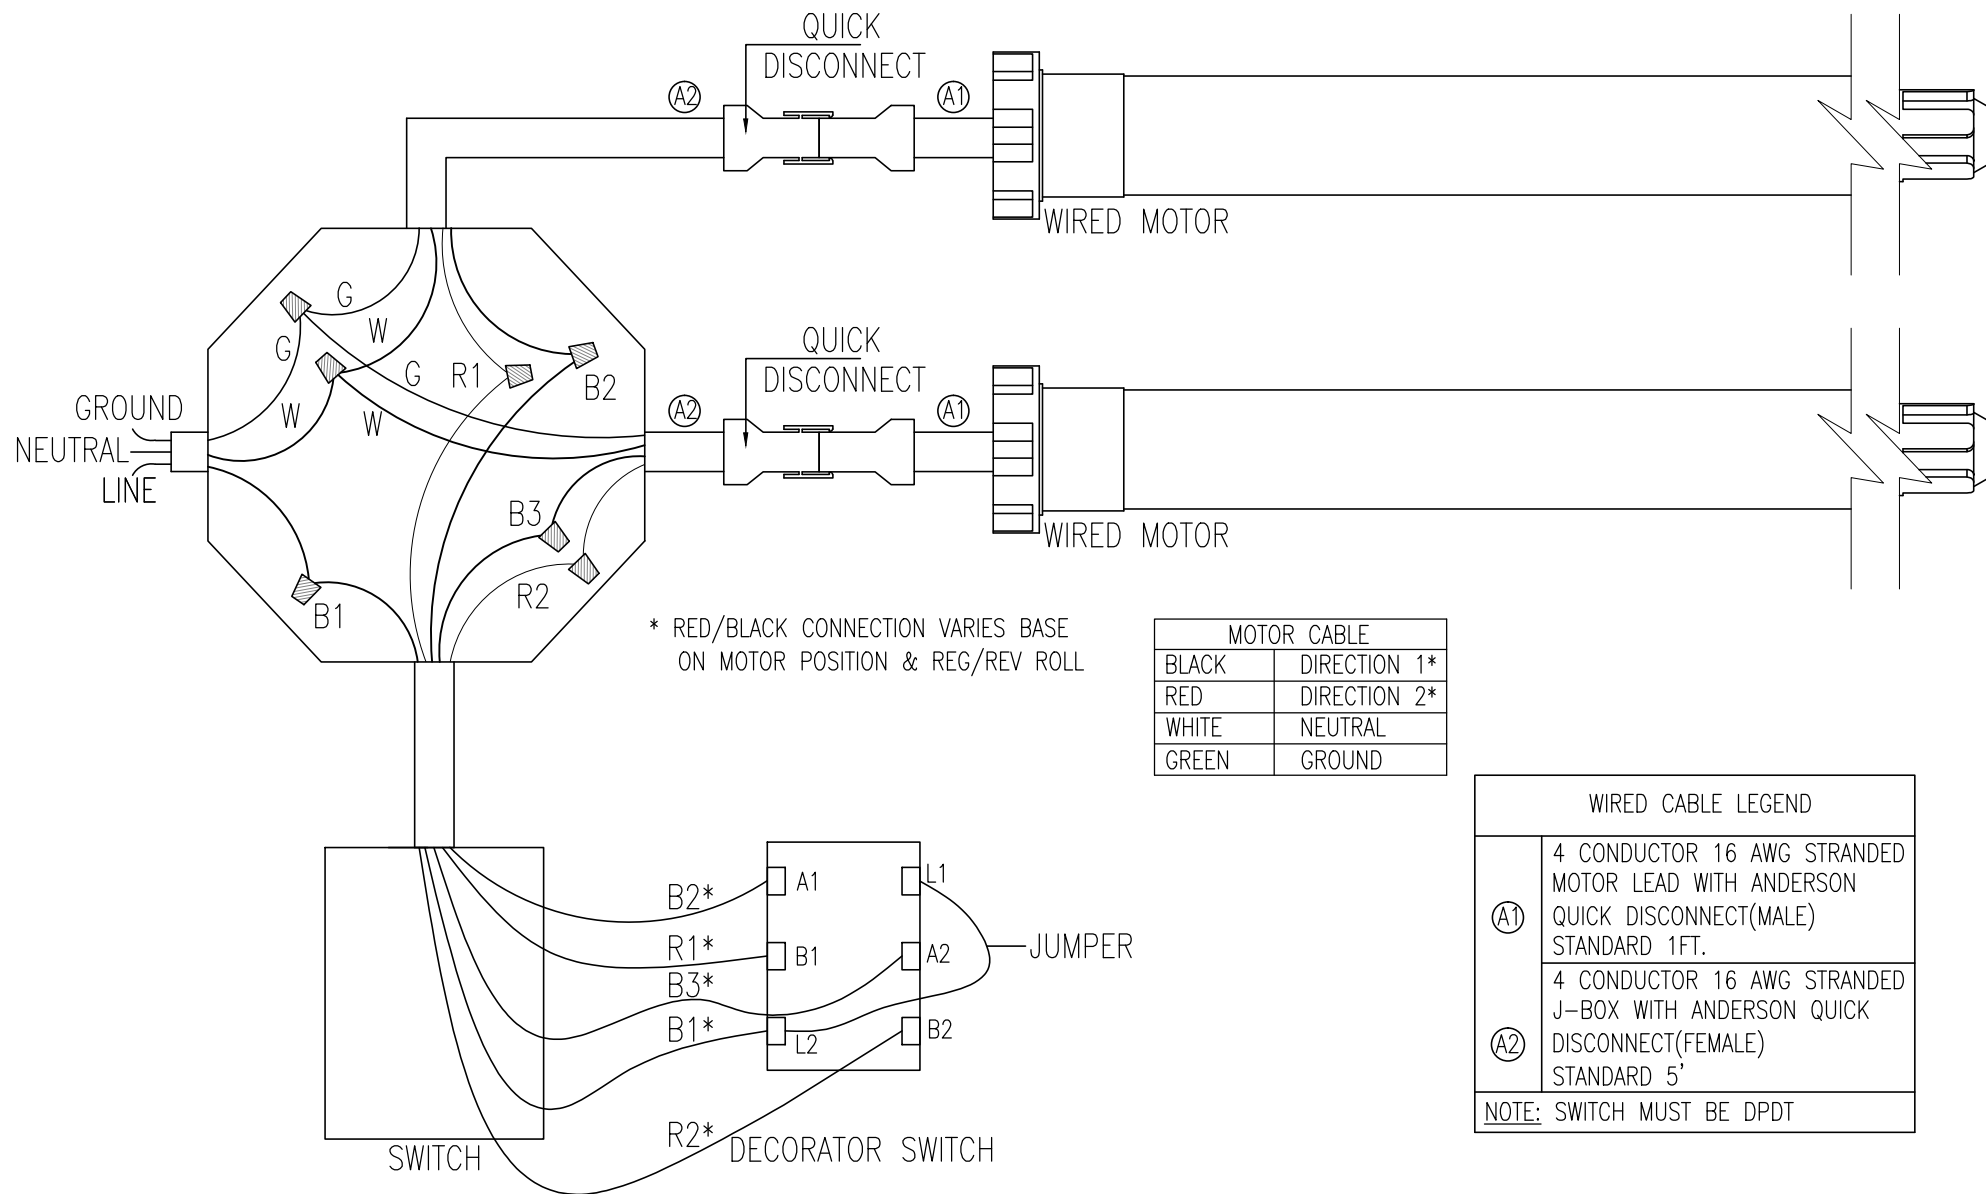 QUICK
DISCONNECT
A2
A1
WIRED MOTOR
G
W
G
G
R1
B2
W
W
GROUND
NEUTRAL
LINE
QUICK
DISCONNECT
A2
A1
WIRED MOTOR
B3
R2
B1
* RED/BLACK CONNECTION VARIES BASE
ON MOTOR POSITION & REG/REV ROLL
MOTOR CABLE
BLACK DIRECTION 1*
RED DIRECTION 2*
WHITE NEUTRAL
GREEN GROUND
WIRED CABLE LEGEND
A1
4 CONDUCTOR 16 AWG STRANDED
MOTOR LEAD WITH ANDERSON
QUICK DISCONNECT(MALE)
STANDARD 1FT.
A2
4 CONDUCTOR 16 AWG STRANDED
J-BOX WITH ANDERSON QUICK
DISCONNECT(FEMALE)
STANDARD 5'
NOTE: SWITCH MUST BE DPDT
B2*
R1*
B3*
B1*
R2*
A1
B1
L2
L1
A2
B2
JUMPER
SWITCH
DECORATOR SWITCH